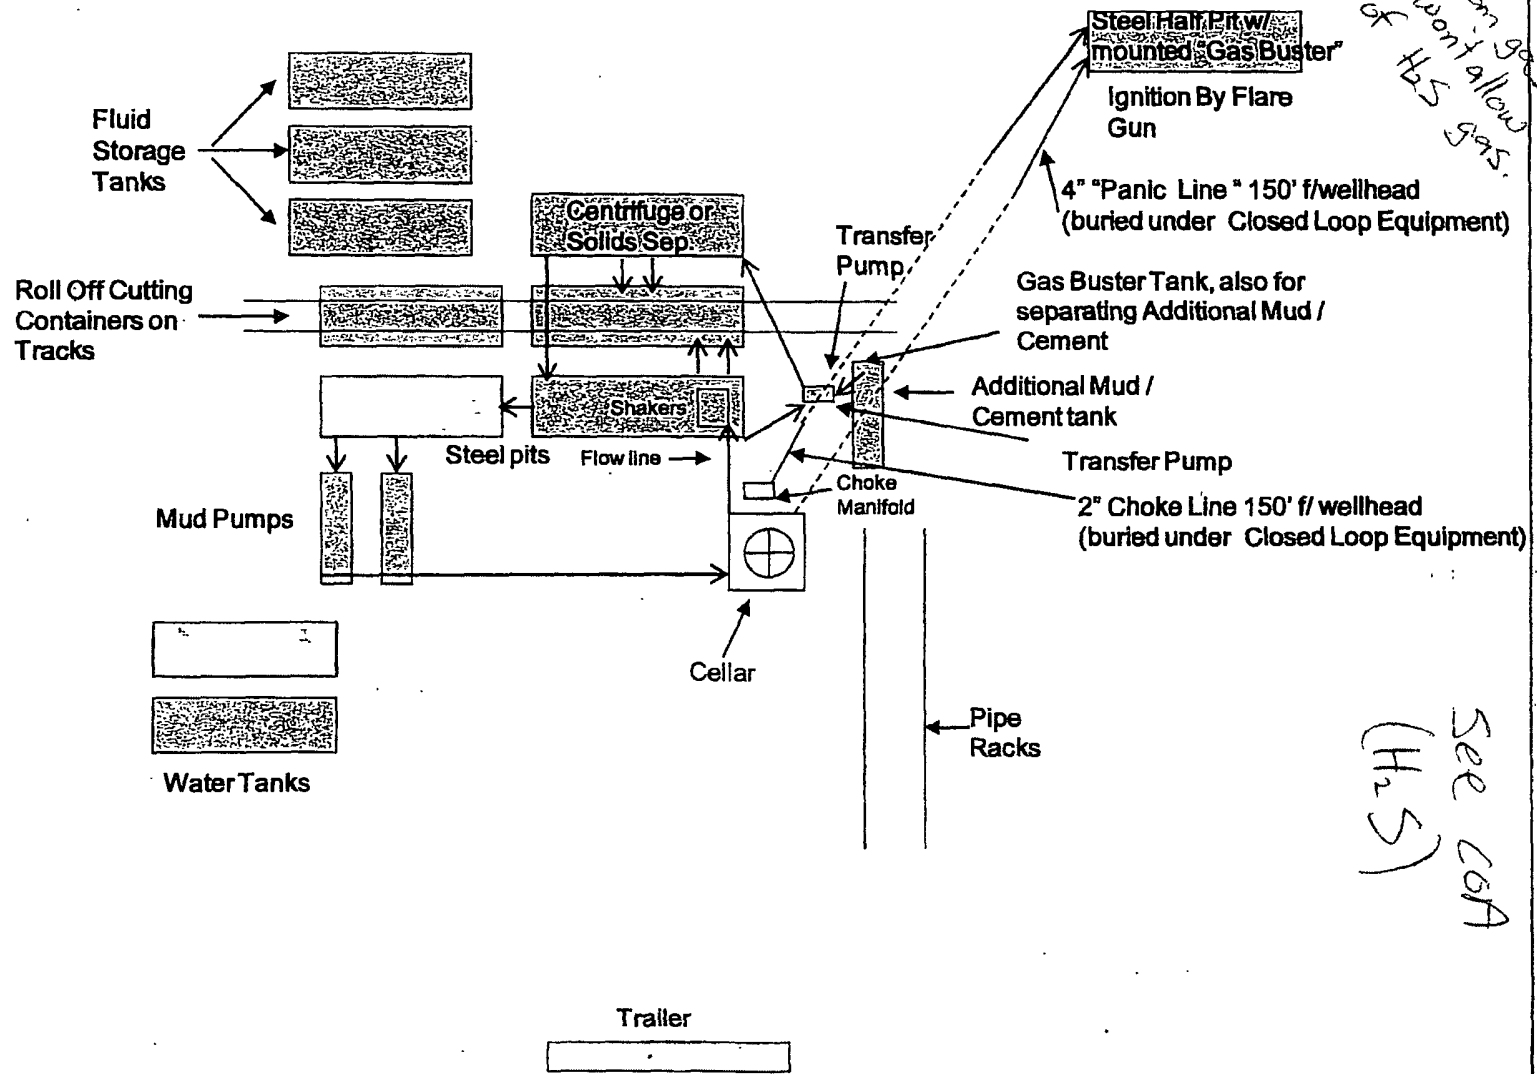 Steel Half Pit w/
mounted "Gas Buster"
Ignition By Flare
Gun
won't allow
of H2S gas.
Fluid
Storage
Tanks
4" "Panic Line " 150' f/wellhead
(buried under Closed Loop Equipment)
Centrifuge or
Solids Sep.
Transfer
Pump
Roll Off Cutting
Containers on
Tracks
Gas Buster Tank, also for
separating Additional Mud /
Cement
Additional Mud /
Cement tank
Shakers
Steel pits
Flow line
Transfer Pump
Choke
Manifold
2" Choke Line 150' f/ wellhead
(buried under Closed Loop Equipment)
Mud Pumps
Cellar
Pipe
Racks
Water Tanks
See COA
(H2S)
Trailer